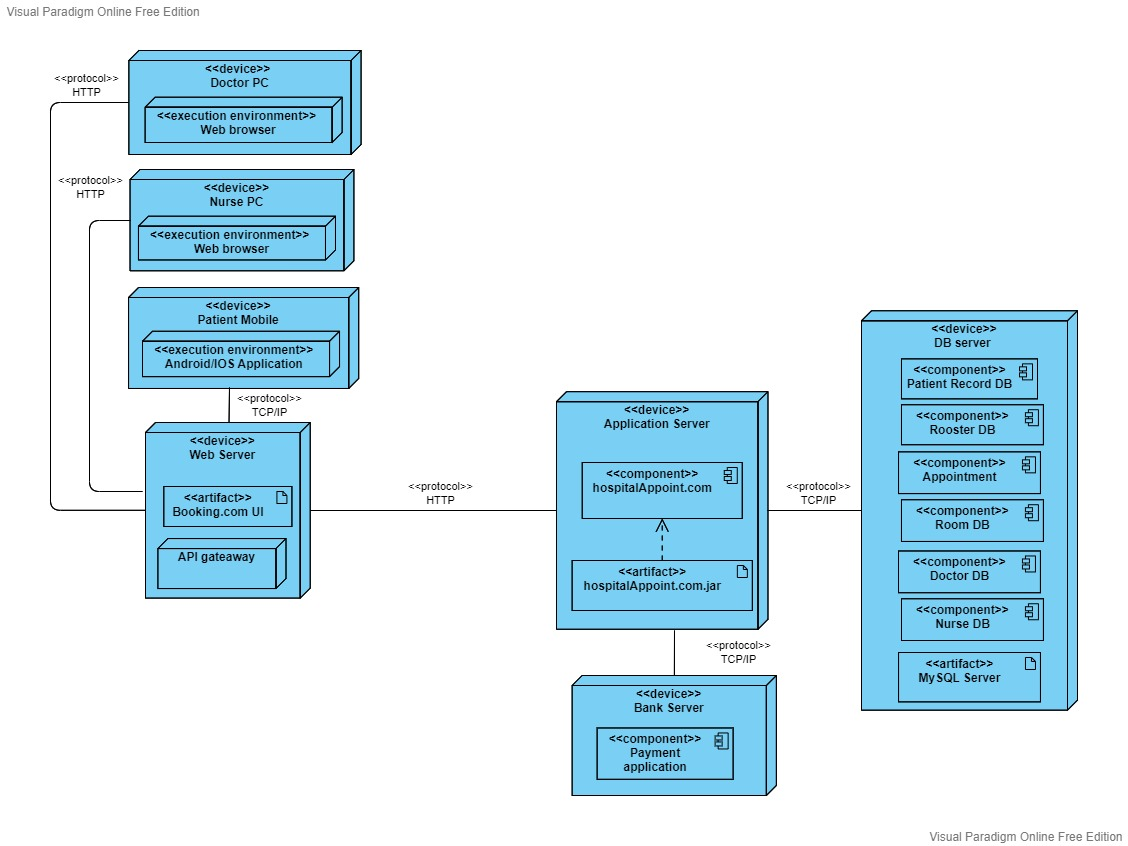 Visual Paradigm Online Free Edition
<<protocol>>
HTTP
<<device>>
Doctor PC
<<execution environment>>
Web browser
<<protocol>>
HTTP
<<device>>
Nurse PC
<<execution environment>>
Web browser
<<device>>
Patient Mobile
<<execution environment>>
Android/IOS Application
<<protocol>>
TCP/IP
<<device>>
Web Server
<<artifact>>
Booking.com UI
API gateaway
<<protocol>>
HTTP
<<device>>
Application Server
<<component>>
hospitalAppoint.com
<<artifact>>
hospitalAppoint.com.jar
<<protocol>>
TCP/IP
<<protocol>>
TCP/IP
<<device>>
Bank Server
<<component>>
Payment
application
<<device>>
DB server
<<component>>
Patient Record DB
<<component>>
Rooster DB
<<component>>
Appointment
<<component>>
Room DB
<<component>>
Doctor DB
<<component>>
Nurse DB
<<artifact>>
MySQL Server
Visual Paradigm Online Free Edition